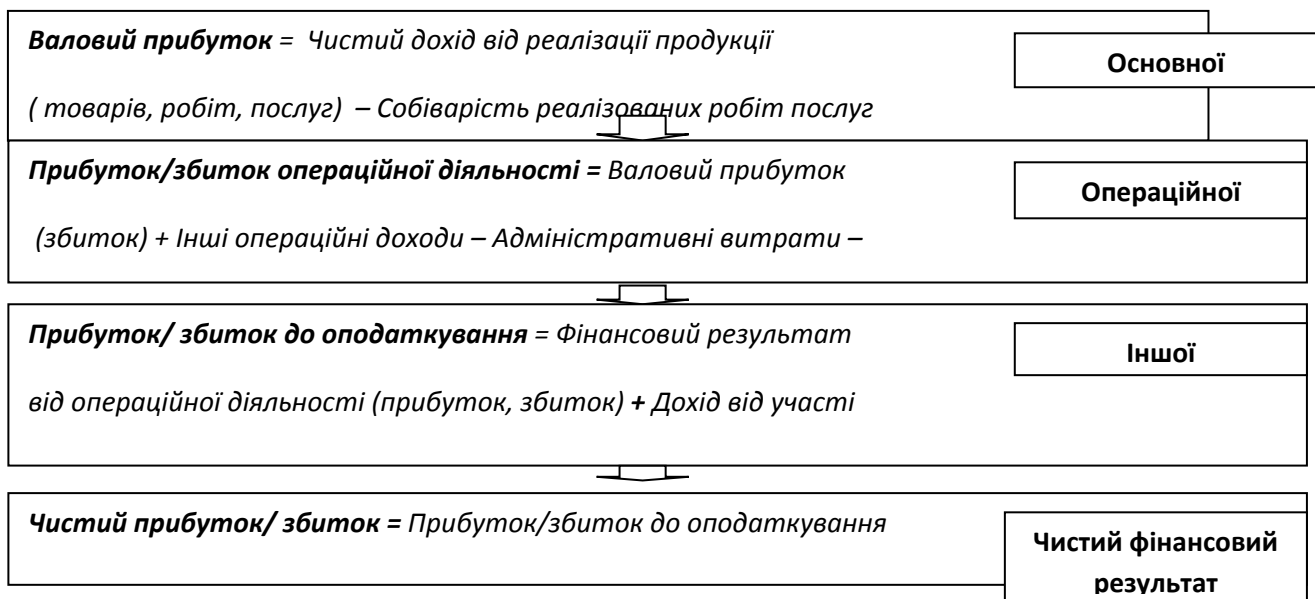 Валовий прибуток = Чистий дохід від реалізації продукції
Основної
( товарів, робіт, послуг) – Собіварість реалізованих робіт послуг
Прибуток/збиток операційної діяльності = Валовий прибуток
Операційної
(збиток) + Інші операційні доходи – Адміністративні витрати –
Прибуток/ збиток до оподаткування = Фінансовий результат
Іншої
від операційної діяльності (прибуток, збиток) + Дохід від участі
Чистий прибуток/ збиток = Прибуток/збиток до оподаткування
Чистий фінансовий
результат